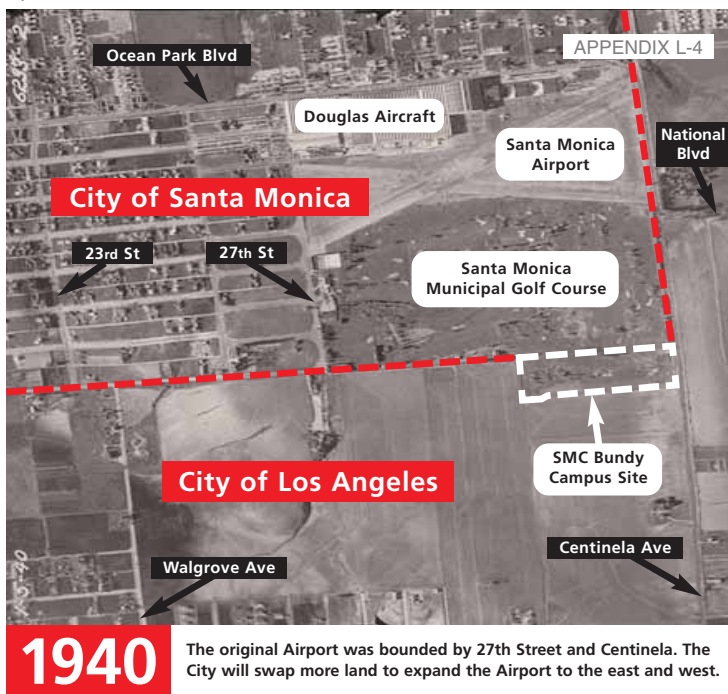 APPENDIX L-4
Ocean Park Blvd
Douglas Aircraft
Santa Monica
Airport
National
Blvd
City of Santa Monica
23rd St
27th St
Santa Monica
Municipal Golf Course
SMC Bundy
Campus Site
City of Los Angeles
Centinela Ave
Walgrove Ave
1940
The original Airport was bounded by 27th Street and Centinela. The
City will swap more land to expand the Airport to the east and west.